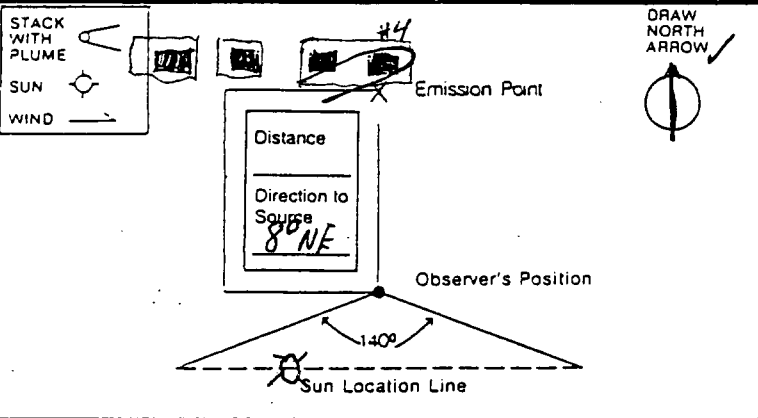 STACK
WITH
PLUME
SUN
WIND
#4
Emission Point
DRAW
NORTH
ARROW
Distance
Direction to
Source
8° NE
Observer's Position
140°
Sun Location Line